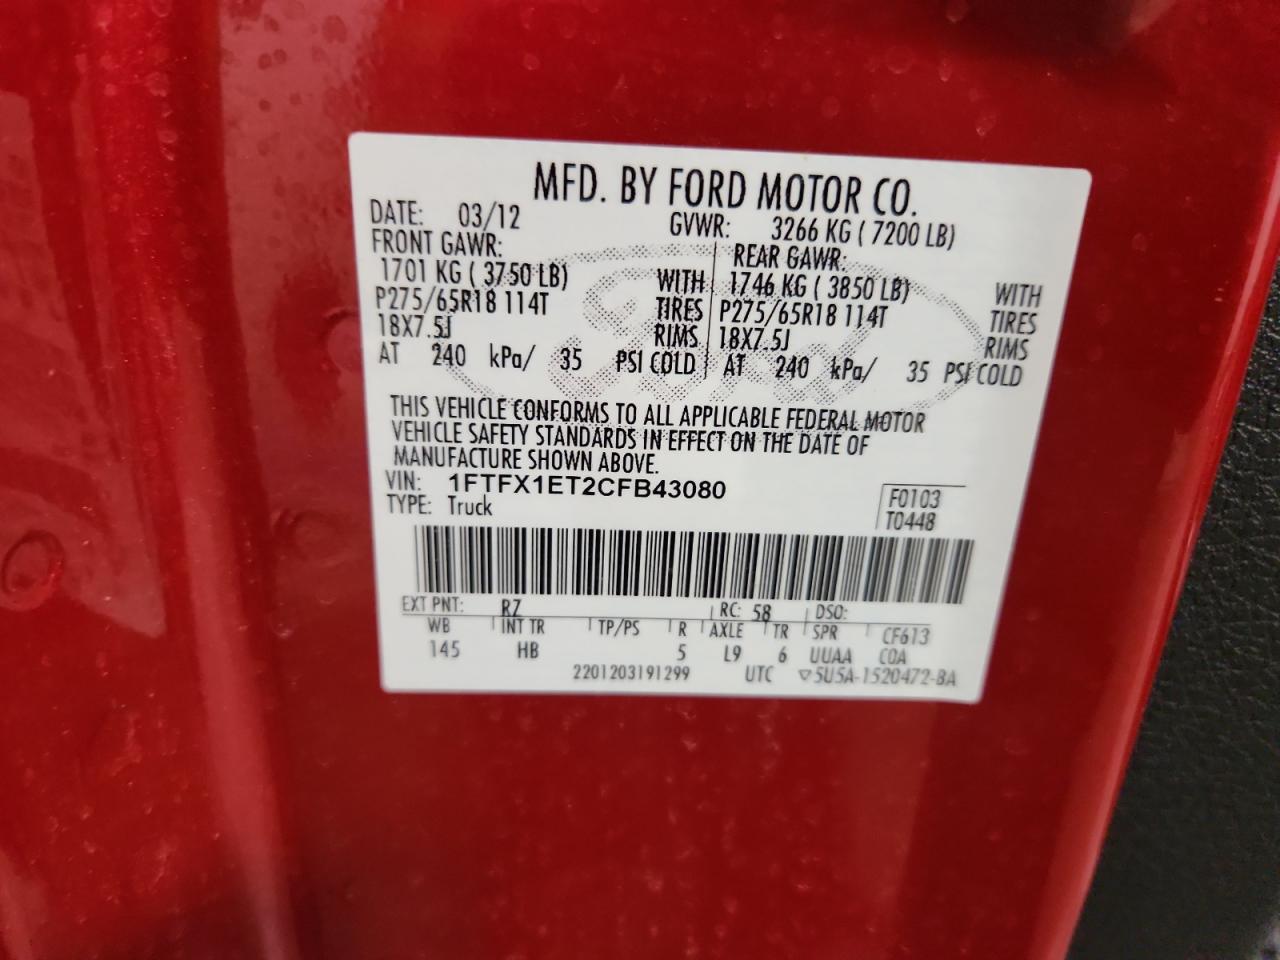 MFD. BY FORD MOTOR CO.
DATE: 03/12 GVWR: 3266 KG ( 7200 LB)
FRONT GAWR: REAR GAWR:
1701 KG ( 3750 LB) WITH 1746 KG ( 3850 LB) WITH
P275/65R18 114T TIRES P275/65R18 114T TIRES
18X7.5J RIMS 18X7.5J RIMS
AT 240 kPa/ 35 PSI COLD AT 240 kPa/ 35 PSI COLD
Ford
THIS VEHICLE CONFORMS TO ALL APPLICABLE FEDERAL MOTOR
VEHICLE SAFETY STANDARDS IN EFFECT ON THE DATE OF
MANUFACTURE SHOWN ABOVE.
VIN: 1FTFX1ET2CFB43080
TYPE: Truck
F0103
T0448
EXT PNT: RZ RC: 58 DSO:
WB INT TR TP/PS R AXLE TR SPR CF613
145 HB 5 L9 6 UUAA COA
2201203191299 UTC ▽5U5A-1520472-BA